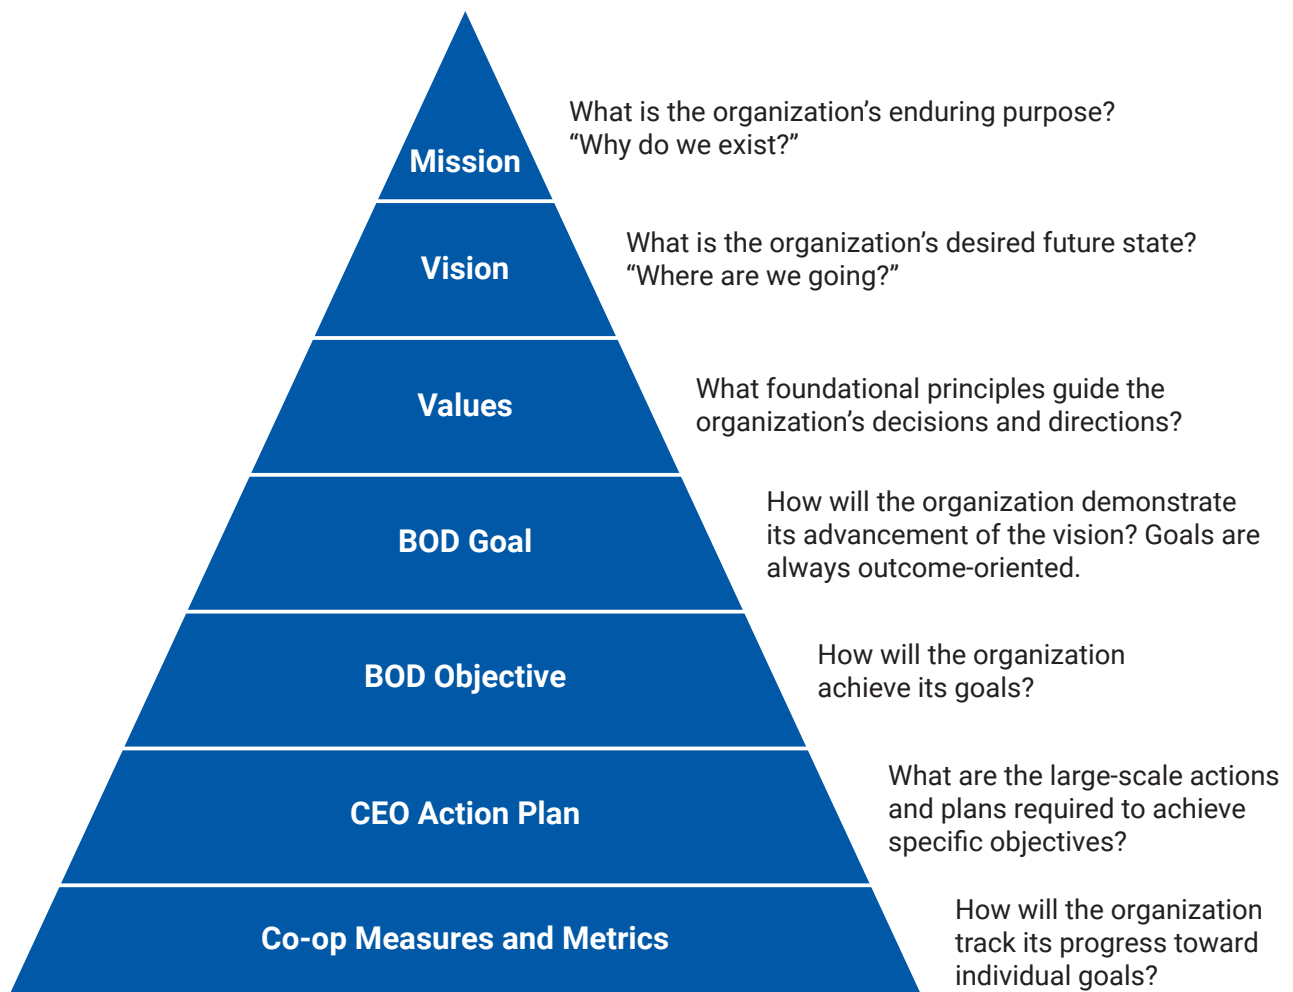 What is the organization’s enduring purpose?
“Why do we exist?”
Mission
What is the organization’s desired future state?
“Where are we going?”
Vision
What foundational principles guide the
organization’s decisions and directions?
Values
How will the organization demonstrate
its advancement of the vision? Goals are
always outcome-oriented.
BOD Goal
How will the organization
achieve its goals?
BOD Objective
What are the large-scale actions
and plans required to achieve
specific objectives?
CEO Action Plan
How will the organization
track its progress toward
individual goals?
Co-op Measures and Metrics